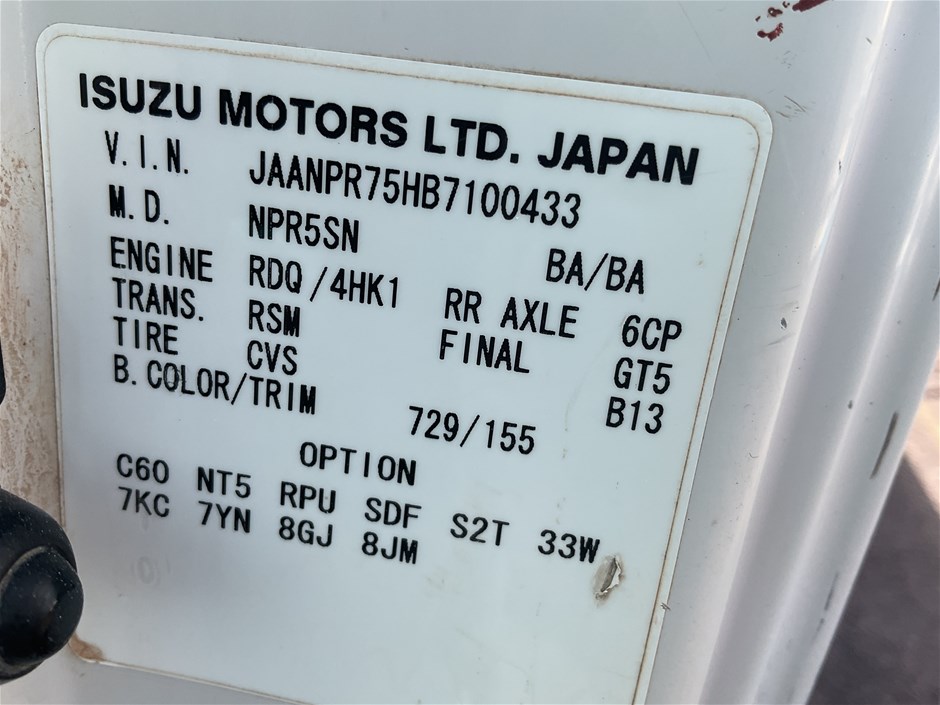 ISUZU MOTORS LTD. JAPAN
V.I.N. JAANPR75HB7100433
M.D. NPR5SN BA/BA
ENGINE RDQ/4HK1 RR AXLE 6CP
TRANS. RSM FINAL GT5
TIRE CVS B13
B.COLOR/TRIM 729/155
OPTION
C60 NT5 RPU SDF S2T 33W
7KC 7YN 8GJ 8JM